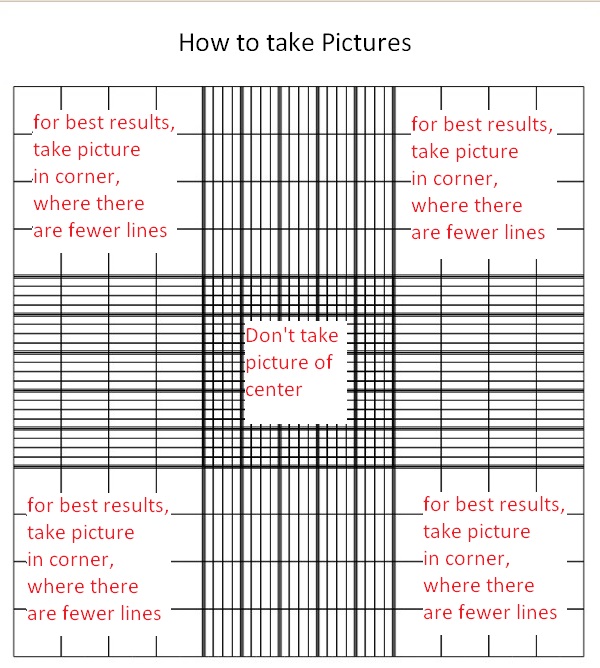 How to take Pictures
for best results,
take picture
in corner,
where there
are fewer lines
for best results,
take picture
in corner,
where there
are fewer lines
Don't take
picture of
center
for best results,
take picture
in corner,
where there
are fewer lines
for best results,
take picture
in corner,
where there
are fewer lines